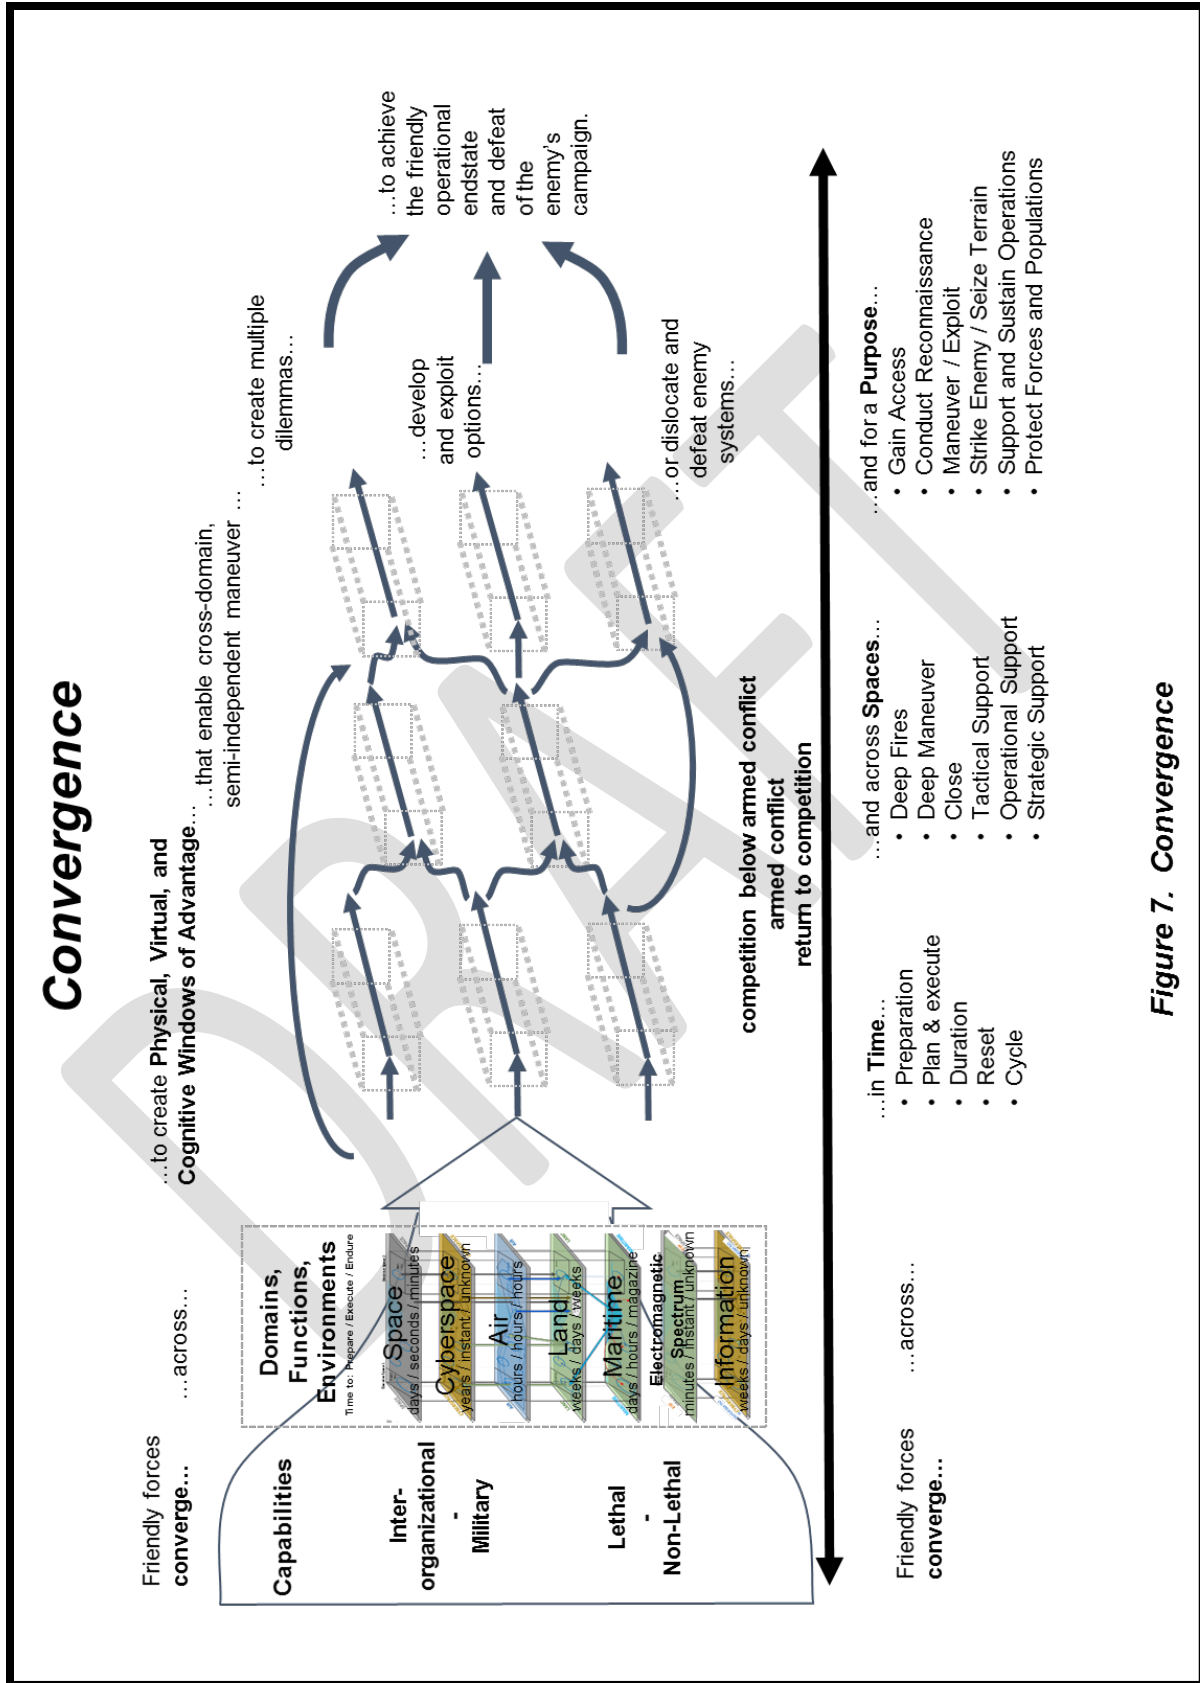 Convergence
Friendly forces
converge…
…across…
…to create Physical, Virtual, and
Cognitive Windows of Advantage…
…that enable cross-domain,
semi-independent maneuver …
…to create multiple
dilemmas…
…develop
and exploit
options…
…or dislocate and
defeat enemy
systems…
…to achieve
the friendly
operational
endstate
and defeat
of the
enemy's
campaign.
Capabilities
Inter-
organizational
-
Military
Lethal
-
Non-Lethal
Domains,
Functions,
Environments
Time to: Prepare / Execute / Endure
Space
days / seconds / minutes
Cyberspace
years / instant / unknown
Air
hours / hours / hours
Land
weeks / days / weeks
Maritime
days / hours / magazine
Electromagnetic
Spectrum
minutes / instant / unknown
Information
weeks / days / unknown
competition below armed conflict
armed conflict
return to competition
Friendly forces
converge…
…across…
…in Time…
• Preparation
• Plan & execute
• Duration
• Reset
• Cycle
…and across Spaces…
• Deep Fires
• Deep Maneuver
• Close
• Tactical Support
• Operational Support
• Strategic Support
…and for a Purpose…
• Gain Access
• Conduct Reconnaissance
• Maneuver / Exploit
• Strike Enemy / Seize Terrain
• Support and Sustain Operations
• Protect Forces and Populations
DRAFT
Figure 7. Convergence